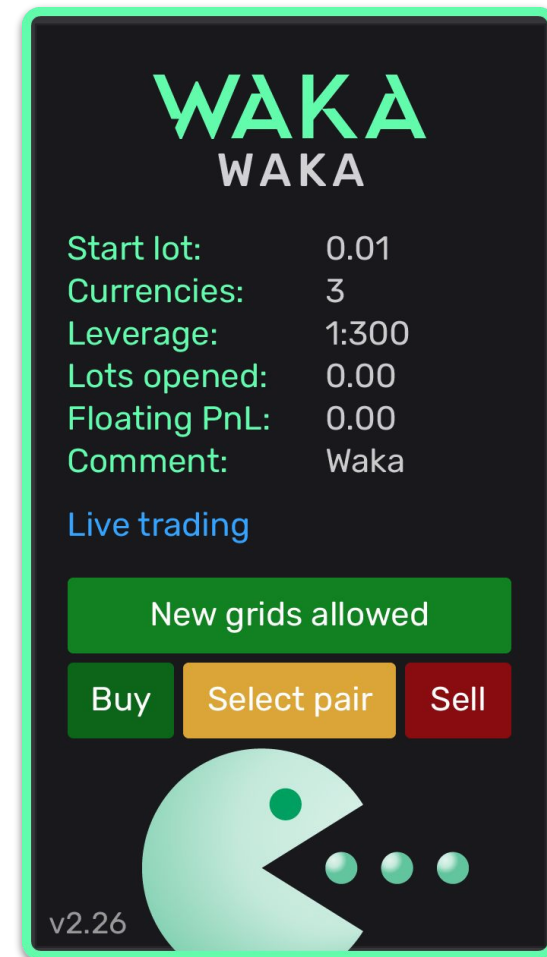 WAKA
WAKA
Start lot: 0.01
Currencies: 3
Leverage: 1:300
Lots opened: 0.00
Floating PnL: 0.00
Comment: Waka
Live trading
New grids allowed
Buy Select pair Sell
v2.26